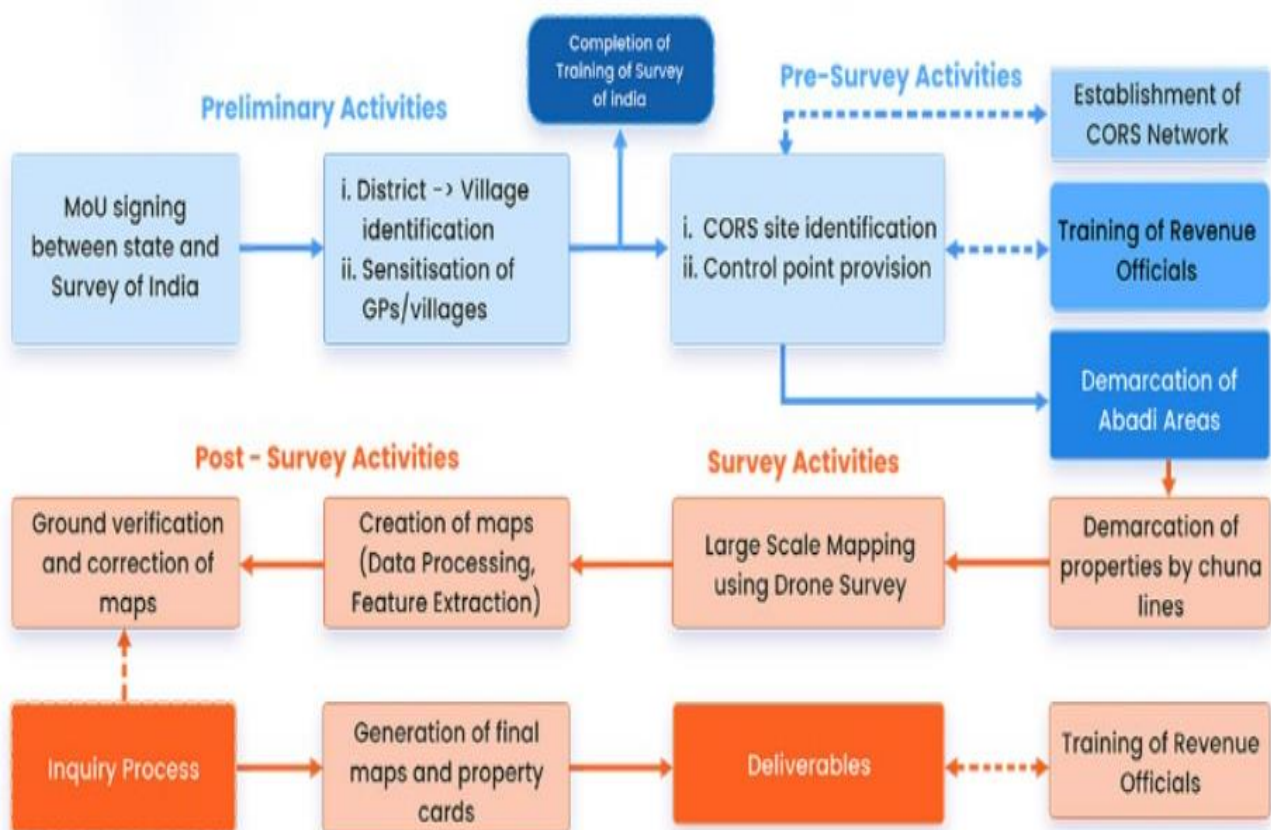 Completion of
Training of Survey
of india
Preliminary Activities
Pre-Survey Activities
MoU signing
between state and
Survey of India
i. District -> Village
identification
ii. Sensitisation of
GPs/villages
i. CORS site identification
ii. Control point provision
Establishment of
CORS Network
Training of Revenue
Officials
Demarcation of
Abadi Areas
Post - Survey Activities
Survey Activities
Ground verification
and correction of
maps
Creation of maps
(Data Processing,
Feature Extraction)
Large Scale Mapping
using Drone Survey
Demarcation of
properties by chuna
lines
Inquiry Process
Generation of final
maps and property
cards
Deliverables
Training of Revenue
Officials